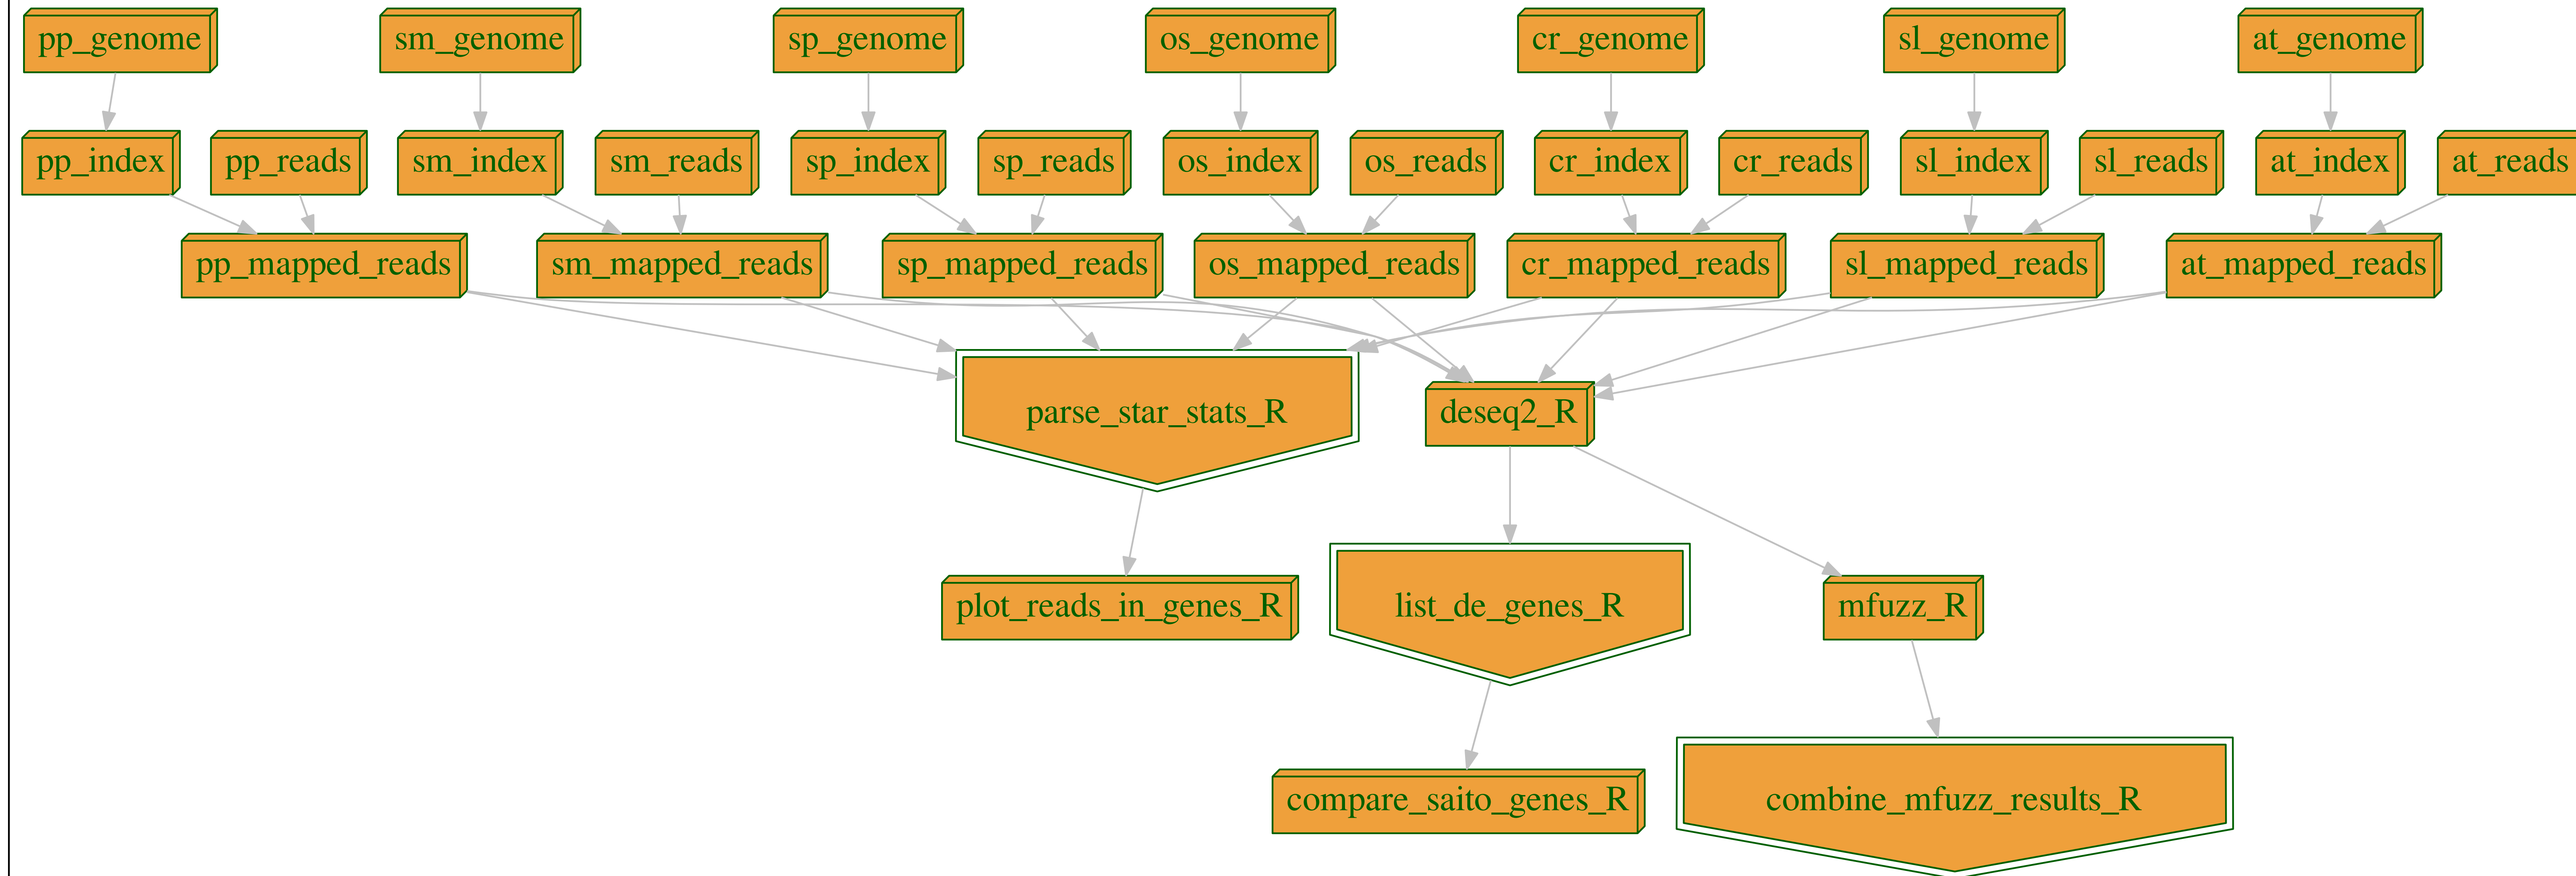 pp_genome sm_genome sp_genome os_genome cr_genome sl_genome at_genome
pp_index pp_reads sm_index sm_reads sp_index sp_reads os_index os_reads cr_index cr_reads sl_index sl_reads at_index at_reads
pp_mapped_reads sm_mapped_reads sp_mapped_reads os_mapped_reads cr_mapped_reads sl_mapped_reads at_mapped_reads
parse_star_stats_R deseq2_R
plot_reads_in_genes_R list_de_genes_R mfuzz_R
compare_saito_genes_R combine_mfuzz_results_R